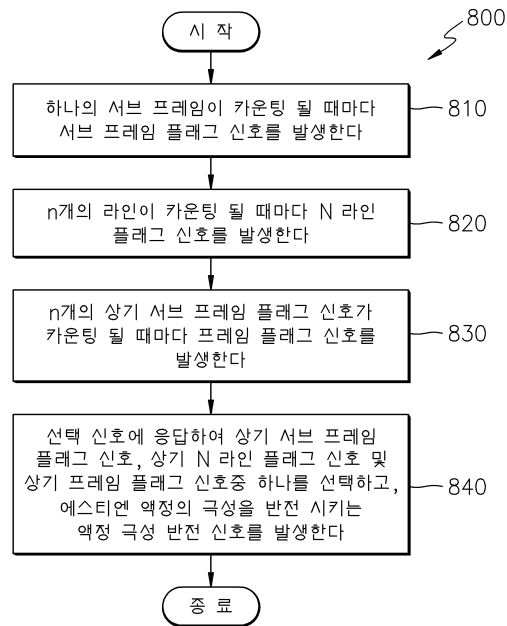 시 작
800
하나의 서브 프레임이 카운팅 될 때마다
서브 프레임 플래그 신호를 발생한다
810
n개의 라인이 카운팅 될 때마다 N 라인
플래그 신호를 발생한다
820
n개의 상기 서브 프레임 플래그 신호가
카운팅 될 때마다 프레임 플래그 신호를
발생한다
830
선택 신호에 응답하여 상기 서브 프레임
플래그 신호, 상기 N 라인 플래그 신호 및
상기 프레임 플래그 신호중 하나를 선택하고,
에스티엔 액정의 극성을 반전 시키는
액정 극성 반전 신호를 발생한다
840
종 료